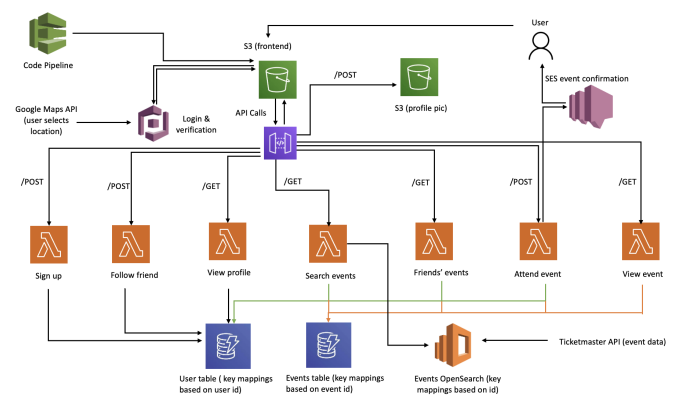 User
S3 (frontend)
Code Pipeline
/POST
SES event confirmation
Google Maps API
(user selects
location)
Login &
verification
API Calls
S3 (profile pic)
/POST
/POST
/GET
/GET
/GET
/POST
/GET
Sign up
Follow friend
View profile
Search events
Friends' events
Attend event
View event
Ticketmaster API (event data)
User table ( key mappings
based on user id)
Events table (key mappings
based on event id)
Events OpenSearch (key
mappings based on id)